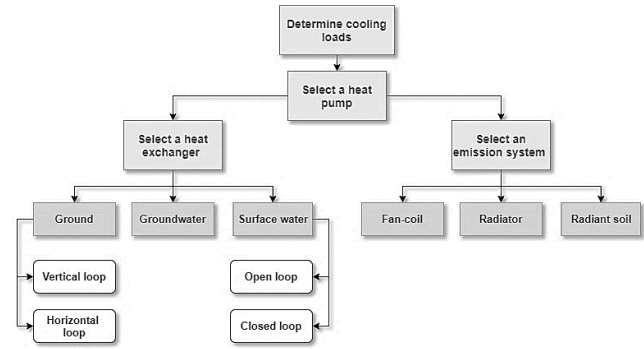 Determine cooling
loads
Select a heat
pump
Select a heat
exchanger
Select an
emission system
Ground
Groundwater
Surface water
Fan-coil
Radiator
Radiant soil
Vertical loop
Open loop
Horizontal
loop
Closed loop